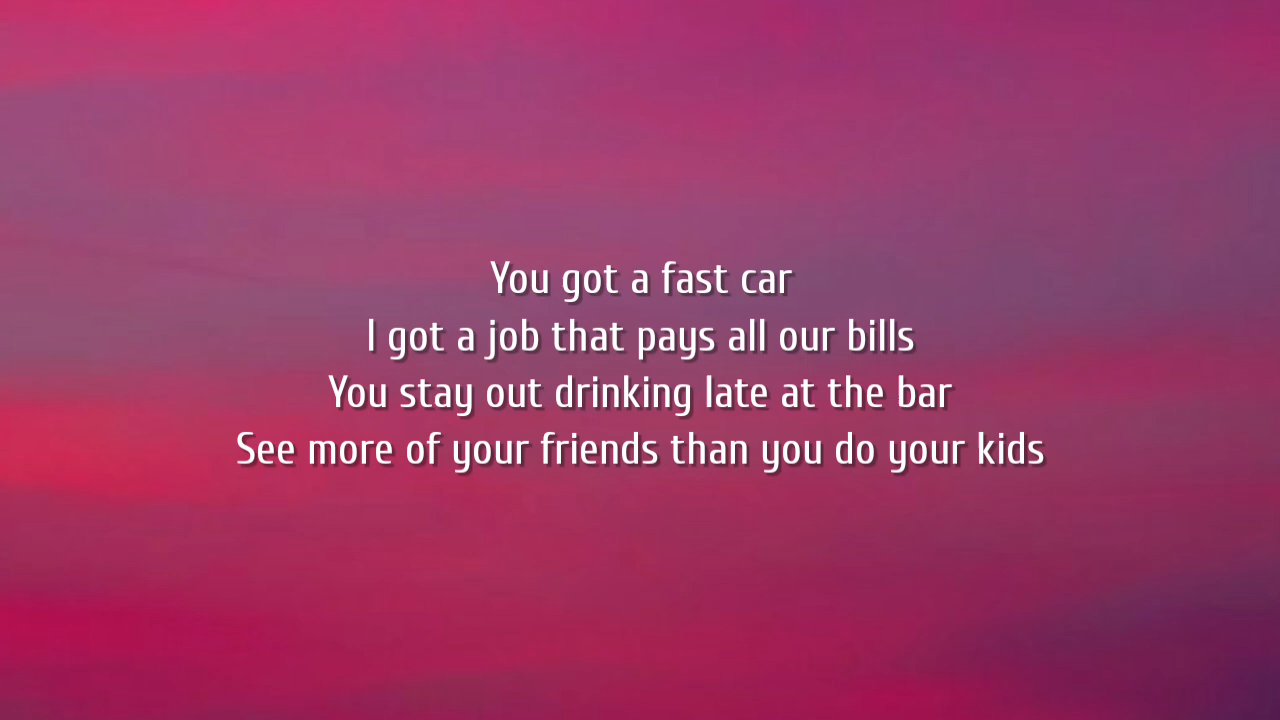 You got a fast car
I got a job that pays all our bills
You stay out drinking late at the bar
See more of your friends than you do your kids